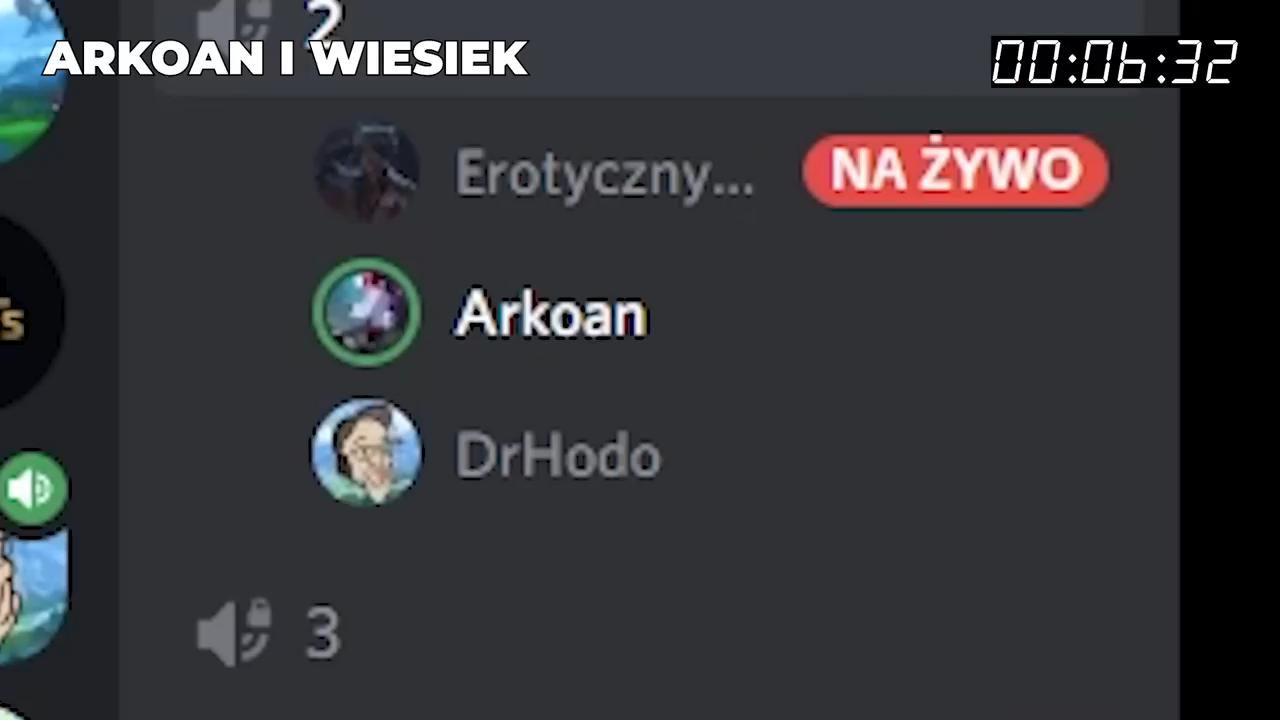 2
ARKOAN I WIESIEK
00:06:32
Erotyczny...
NA ŻYWO
Arkoan
DrHodo
s
3